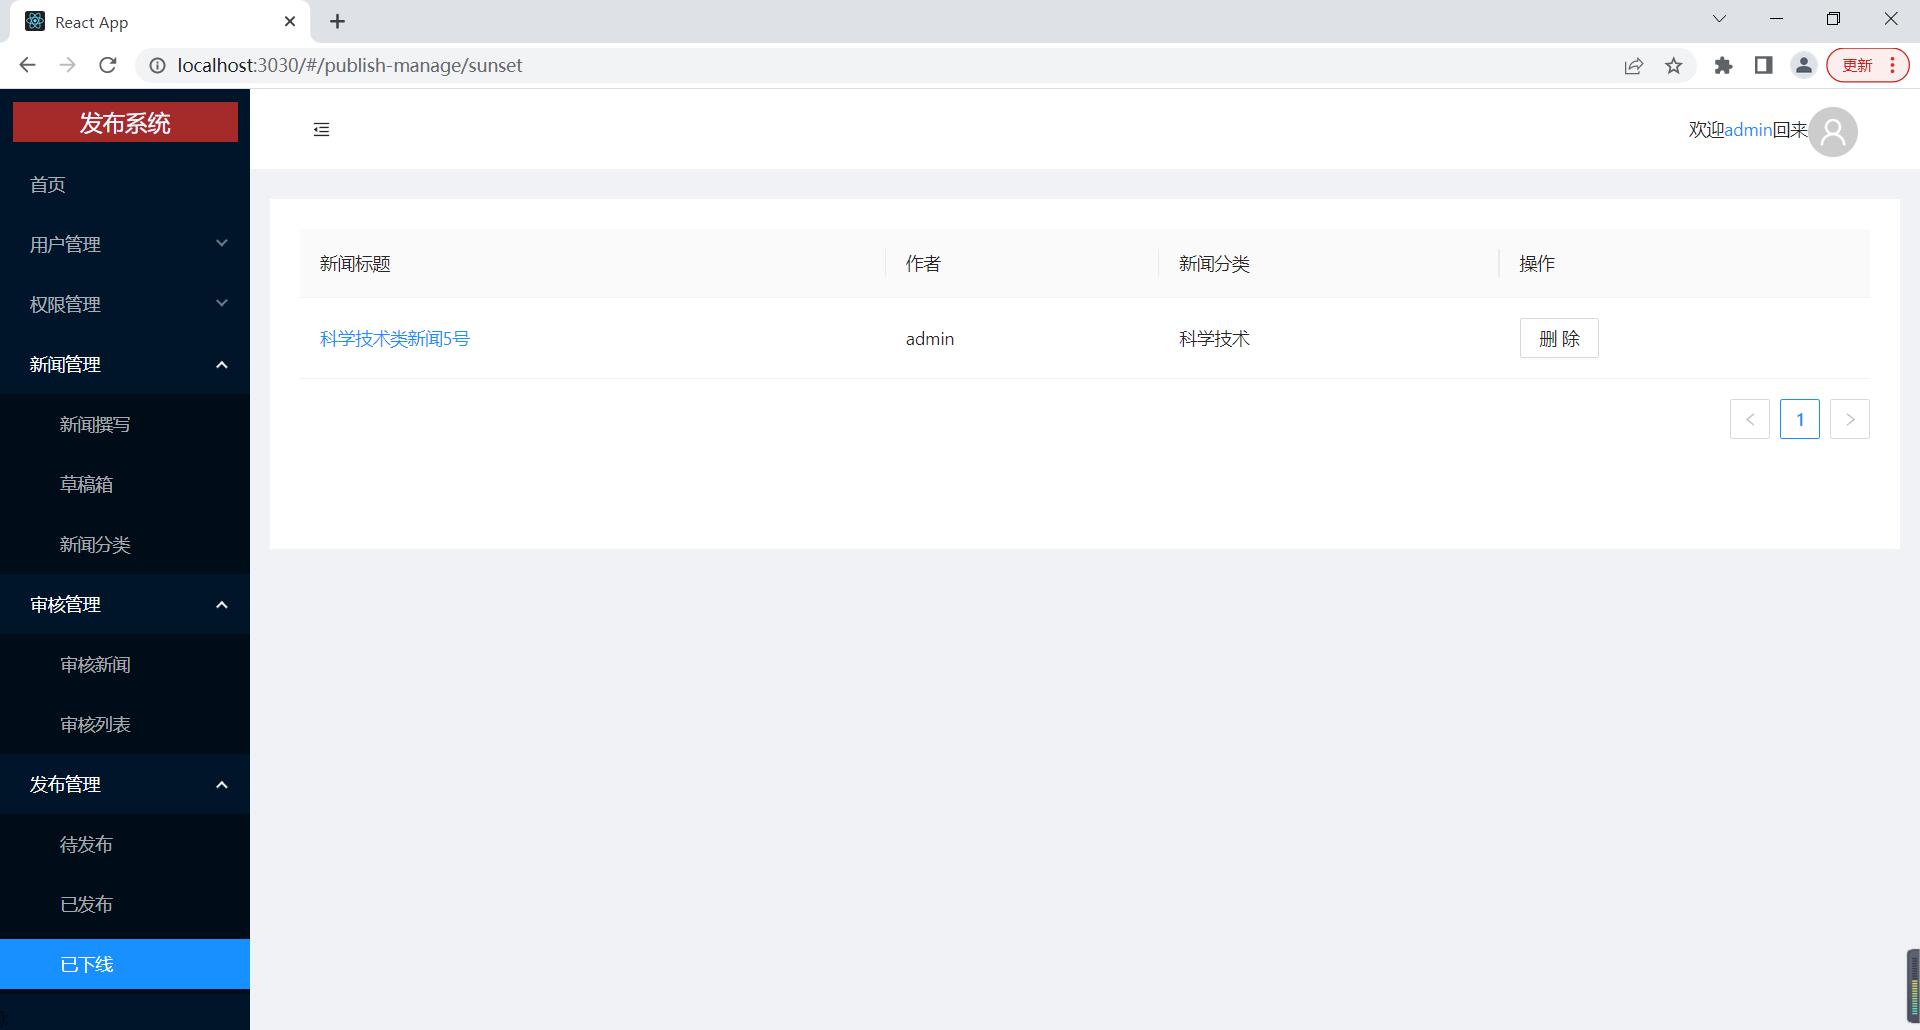 React App
localhost:3030/#/publish-manage/sunset
更新
发布系统
欢迎admin回来
首页
用户管理
权限管理
新闻管理
新闻撰写
草稿箱
新闻分类
审核管理
审核新闻
审核列表
发布管理
待发布
已发布
已下线
新闻标题 作者 新闻分类 操作
科学技术类新闻5号 admin 科学技术 删 除
1